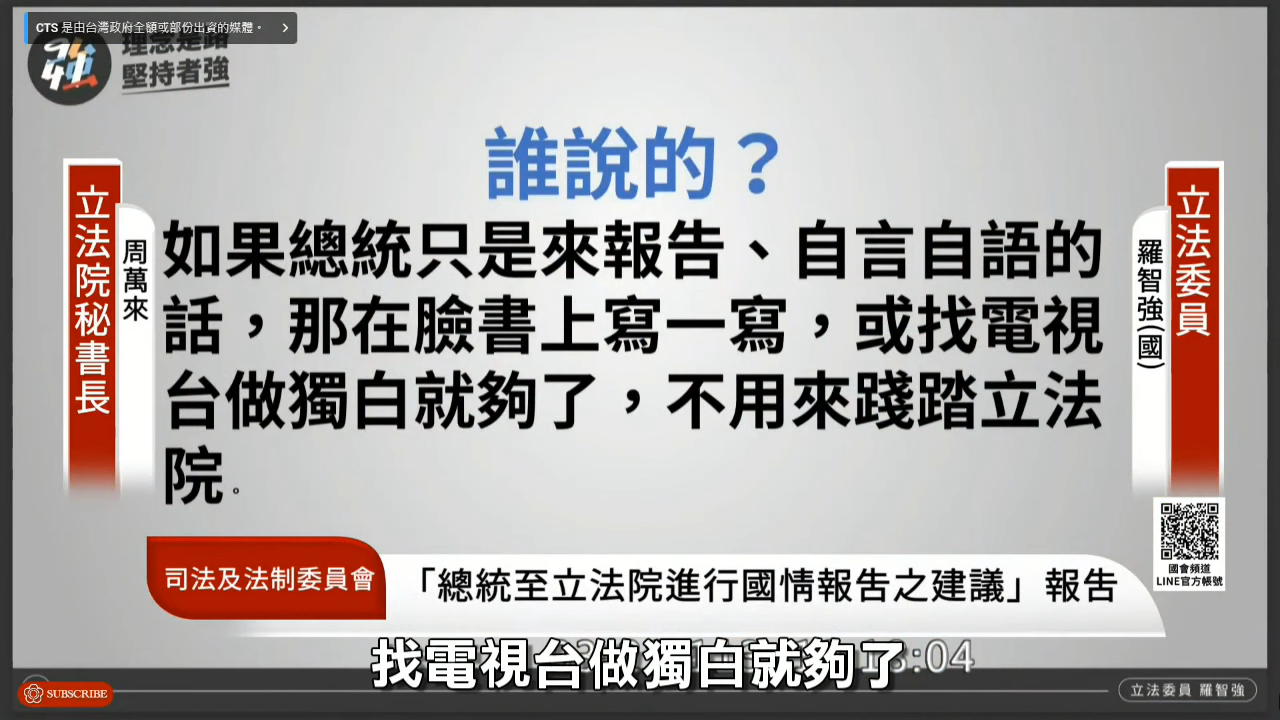 CTS 是由台灣政府全額或部份出資的媒體。
強
理念是路
堅持者強
誰說的？
立法院秘書長
周萬來
如果總統只是來報告、自言自語的
話，那在臉書上寫一寫，或找電視
台做獨白就夠了，不用來踐踏立法
院。
立法委員
羅智強(國)
國會頻道
LINE官方帳號
司法及法制委員會
「總統至立法院進行國情報告之建議」報告
找電視台做獨白就夠了
SUBSCRIBE
立法委員 羅智強